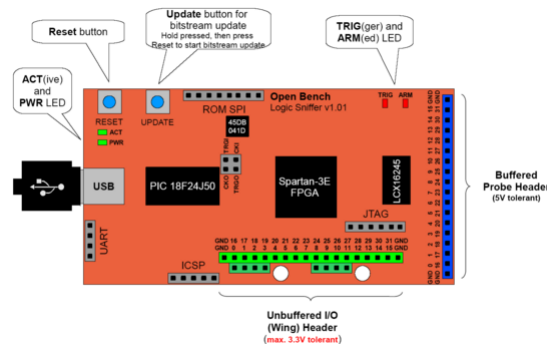 Reset button
Update button for
bitstream update
Hold pressed, then press
Reset to start bitstream update
TRIG(ger) and
ARM(ed) LED
ACT(ive)
and
PWR LED
RESET
UPDATE
ROM SPI
Open Bench
Logic Sniffer v1.01
TRIG ARM
ACT
PWR
45DB
041D
TRGI CKI
CKO TRGO
USB
PIC 18F24J50
Spartan-3E
FPGA
LCX16245
JTAG
UART
ICSP
Buffered
Probe Header
(5V tolerant)
GND 16 17 18 19 20 21 22 23 24 25 26 27 28 29 30 31 GND
GND 0 1 2 3 4 5 6 7 8 9 10 11 12 13 14 15 GND
Unbuffered I/O
(Wing) Header
(max. 3.3V tolerant)